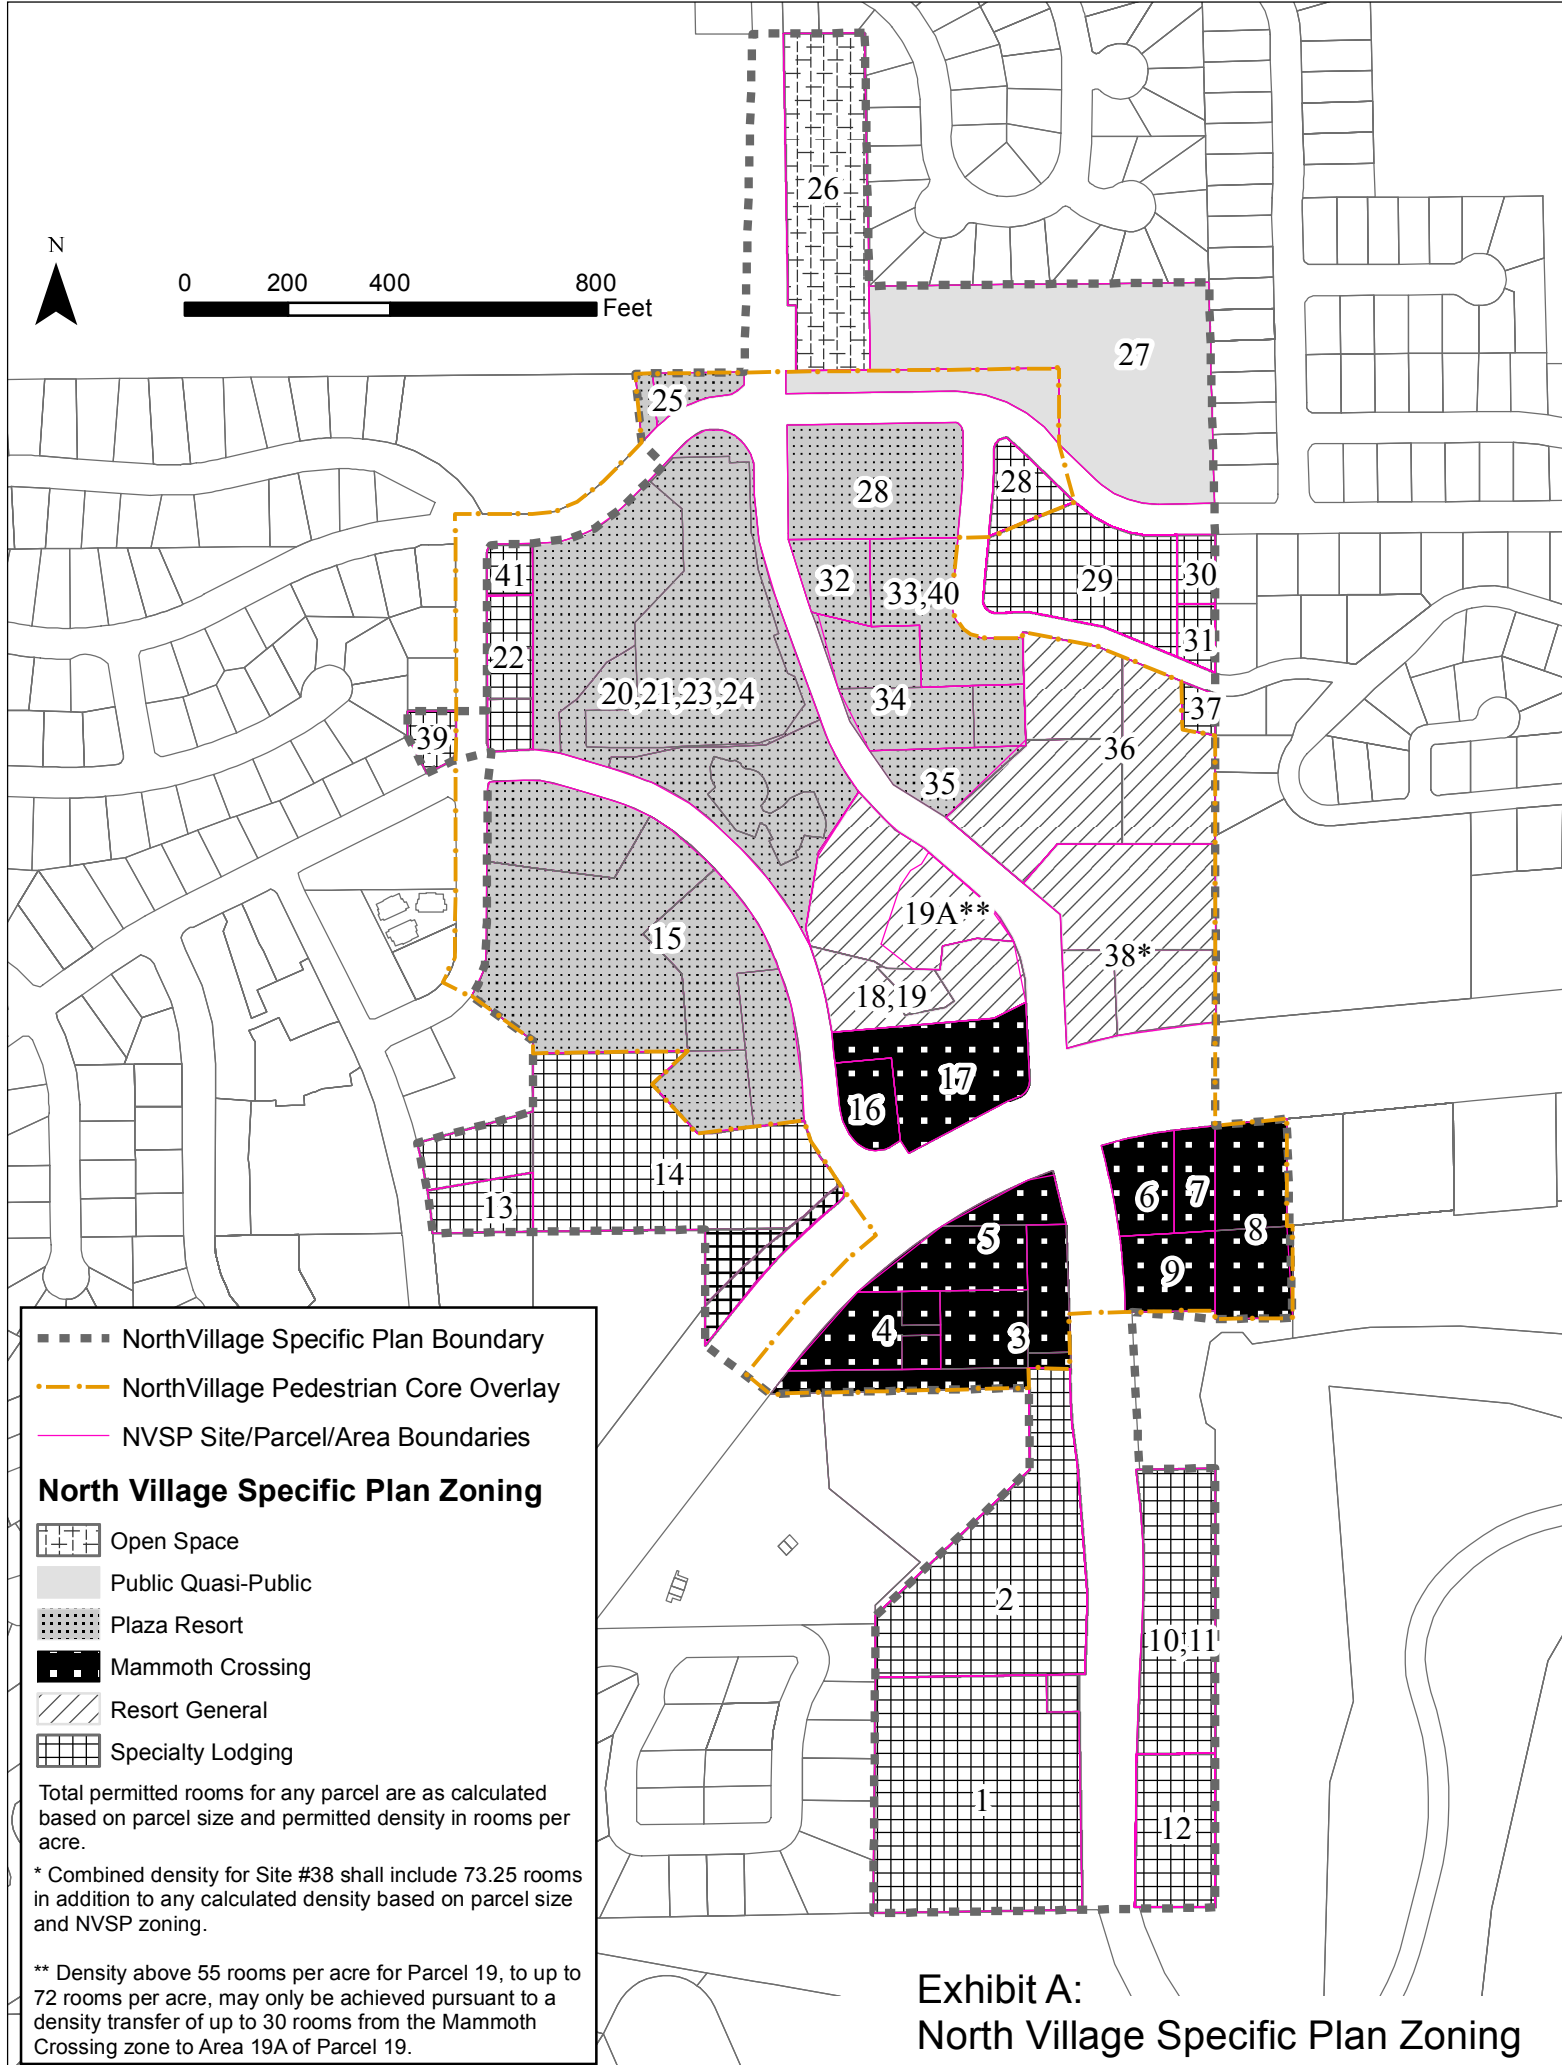 26
N
0 200 400 800
Feet
27
25
28
28
41
32
33,40
29
30
31
22
20,21,23,24
34
37
39
36
35
19A**
15
38*
18,19
17
16
14
13
6
7
8
5
9
4
3
2
10,11
1
12
NorthVillage Specific Plan Boundary
NorthVillage Pedestrian Core Overlay
NVSP Site/Parcel/Area Boundaries
North Village Specific Plan Zoning
Open Space
Public Quasi-Public
Plaza Resort
Mammoth Crossing
Resort General
Specialty Lodging
Total permitted rooms for any parcel are as calculated
based on parcel size and permitted density in rooms per
acre.
* Combined density for Site #38 shall include 73.25 rooms
in addition to any calculated density based on parcel size
and NVSP zoning.
** Density above 55 rooms per acre for Parcel 19, to up to
72 rooms per acre, may only be achieved pursuant to a
density transfer of up to 30 rooms from the Mammoth
Crossing zone to Area 19A of Parcel 19.
Exhibit A:
North Village Specific Plan Zoning